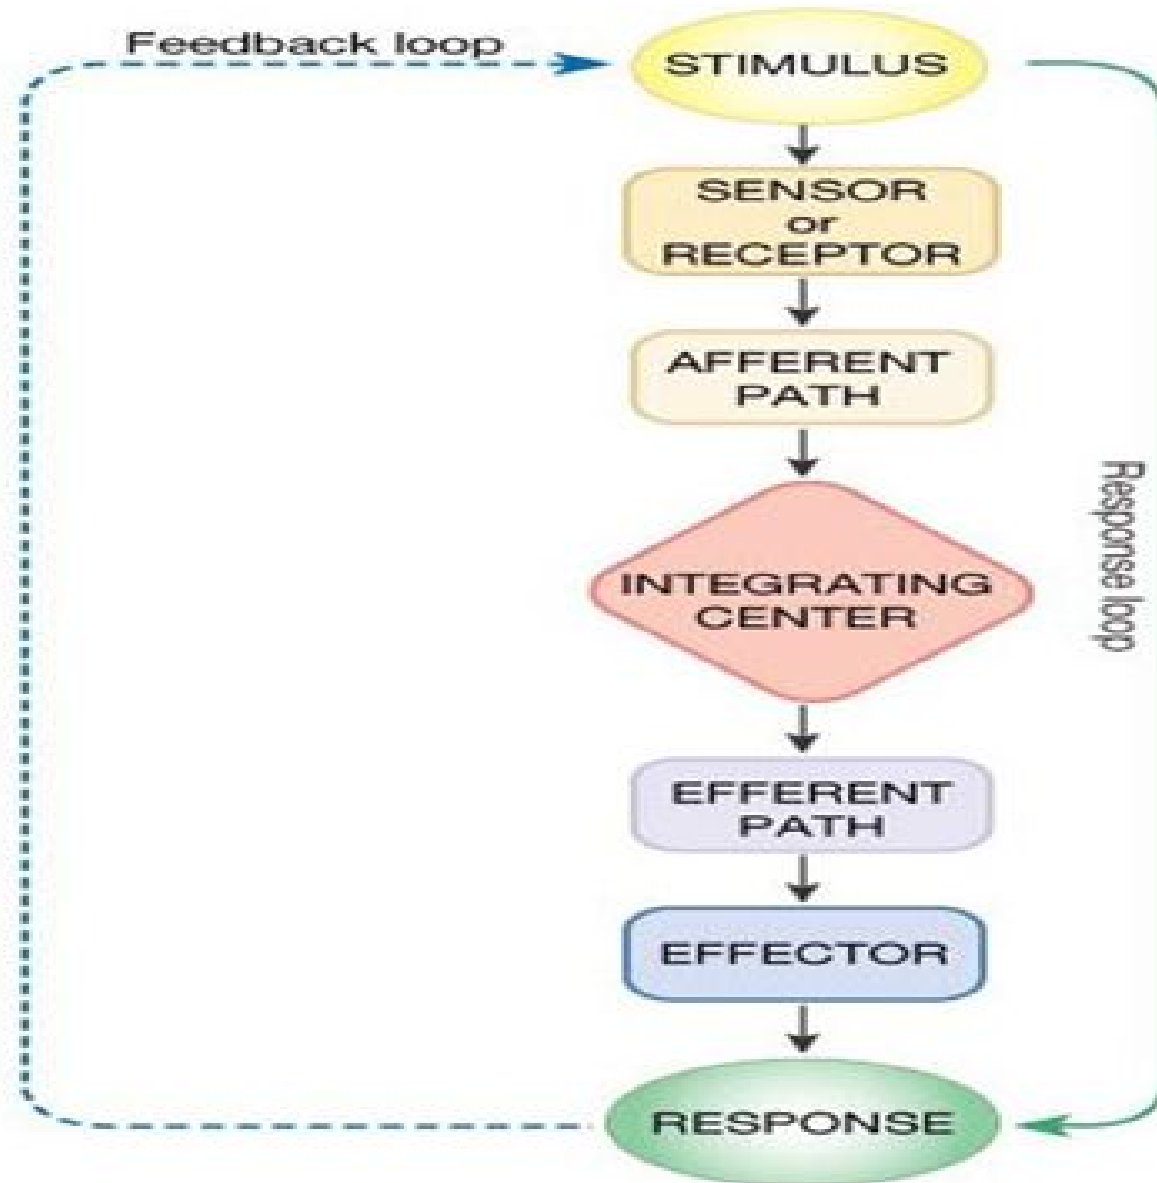 Feedback loop
STIMULUS
SENSOR
or
RECEPTOR
AFFERENT
PATH
INTEGRATING
CENTER
EFFERENT
PATH
EFFECTOR
RESPONSE
Response loop